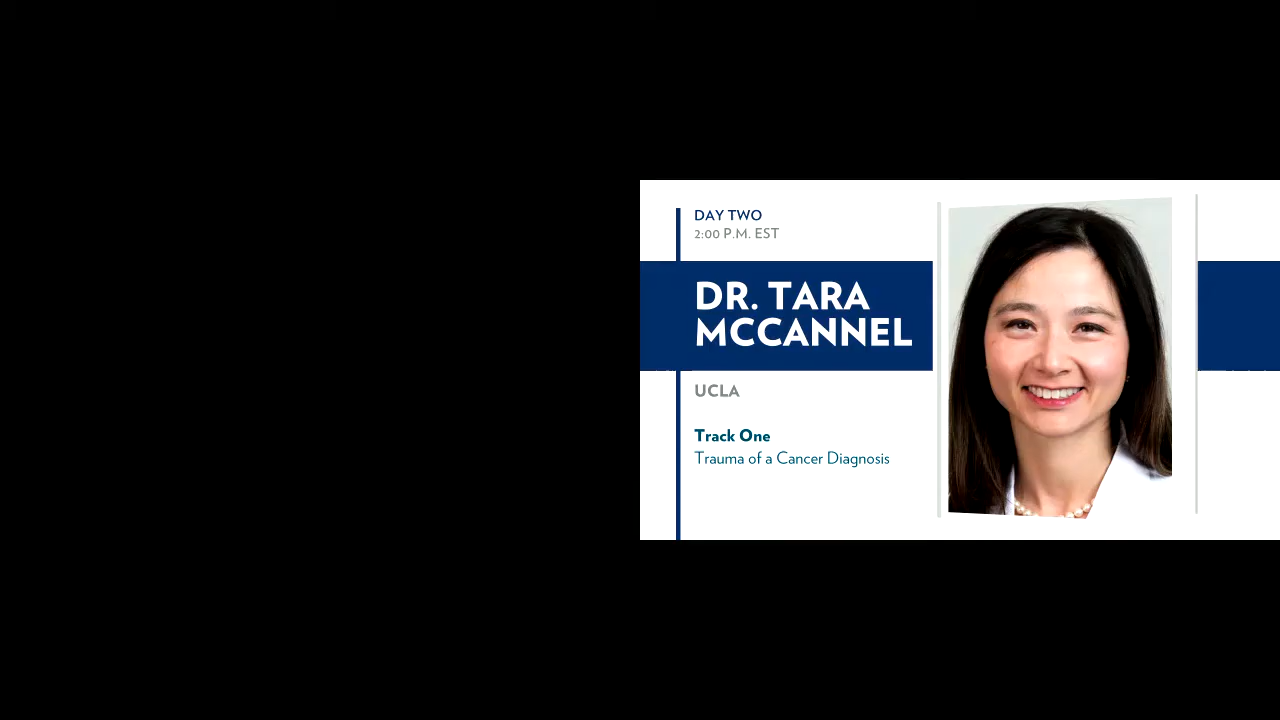 DAY TWO
2:00 P.M. EST
DR. TARA
MCCANNEL
UCLA
Track One
Trauma of a Cancer Diagnosis